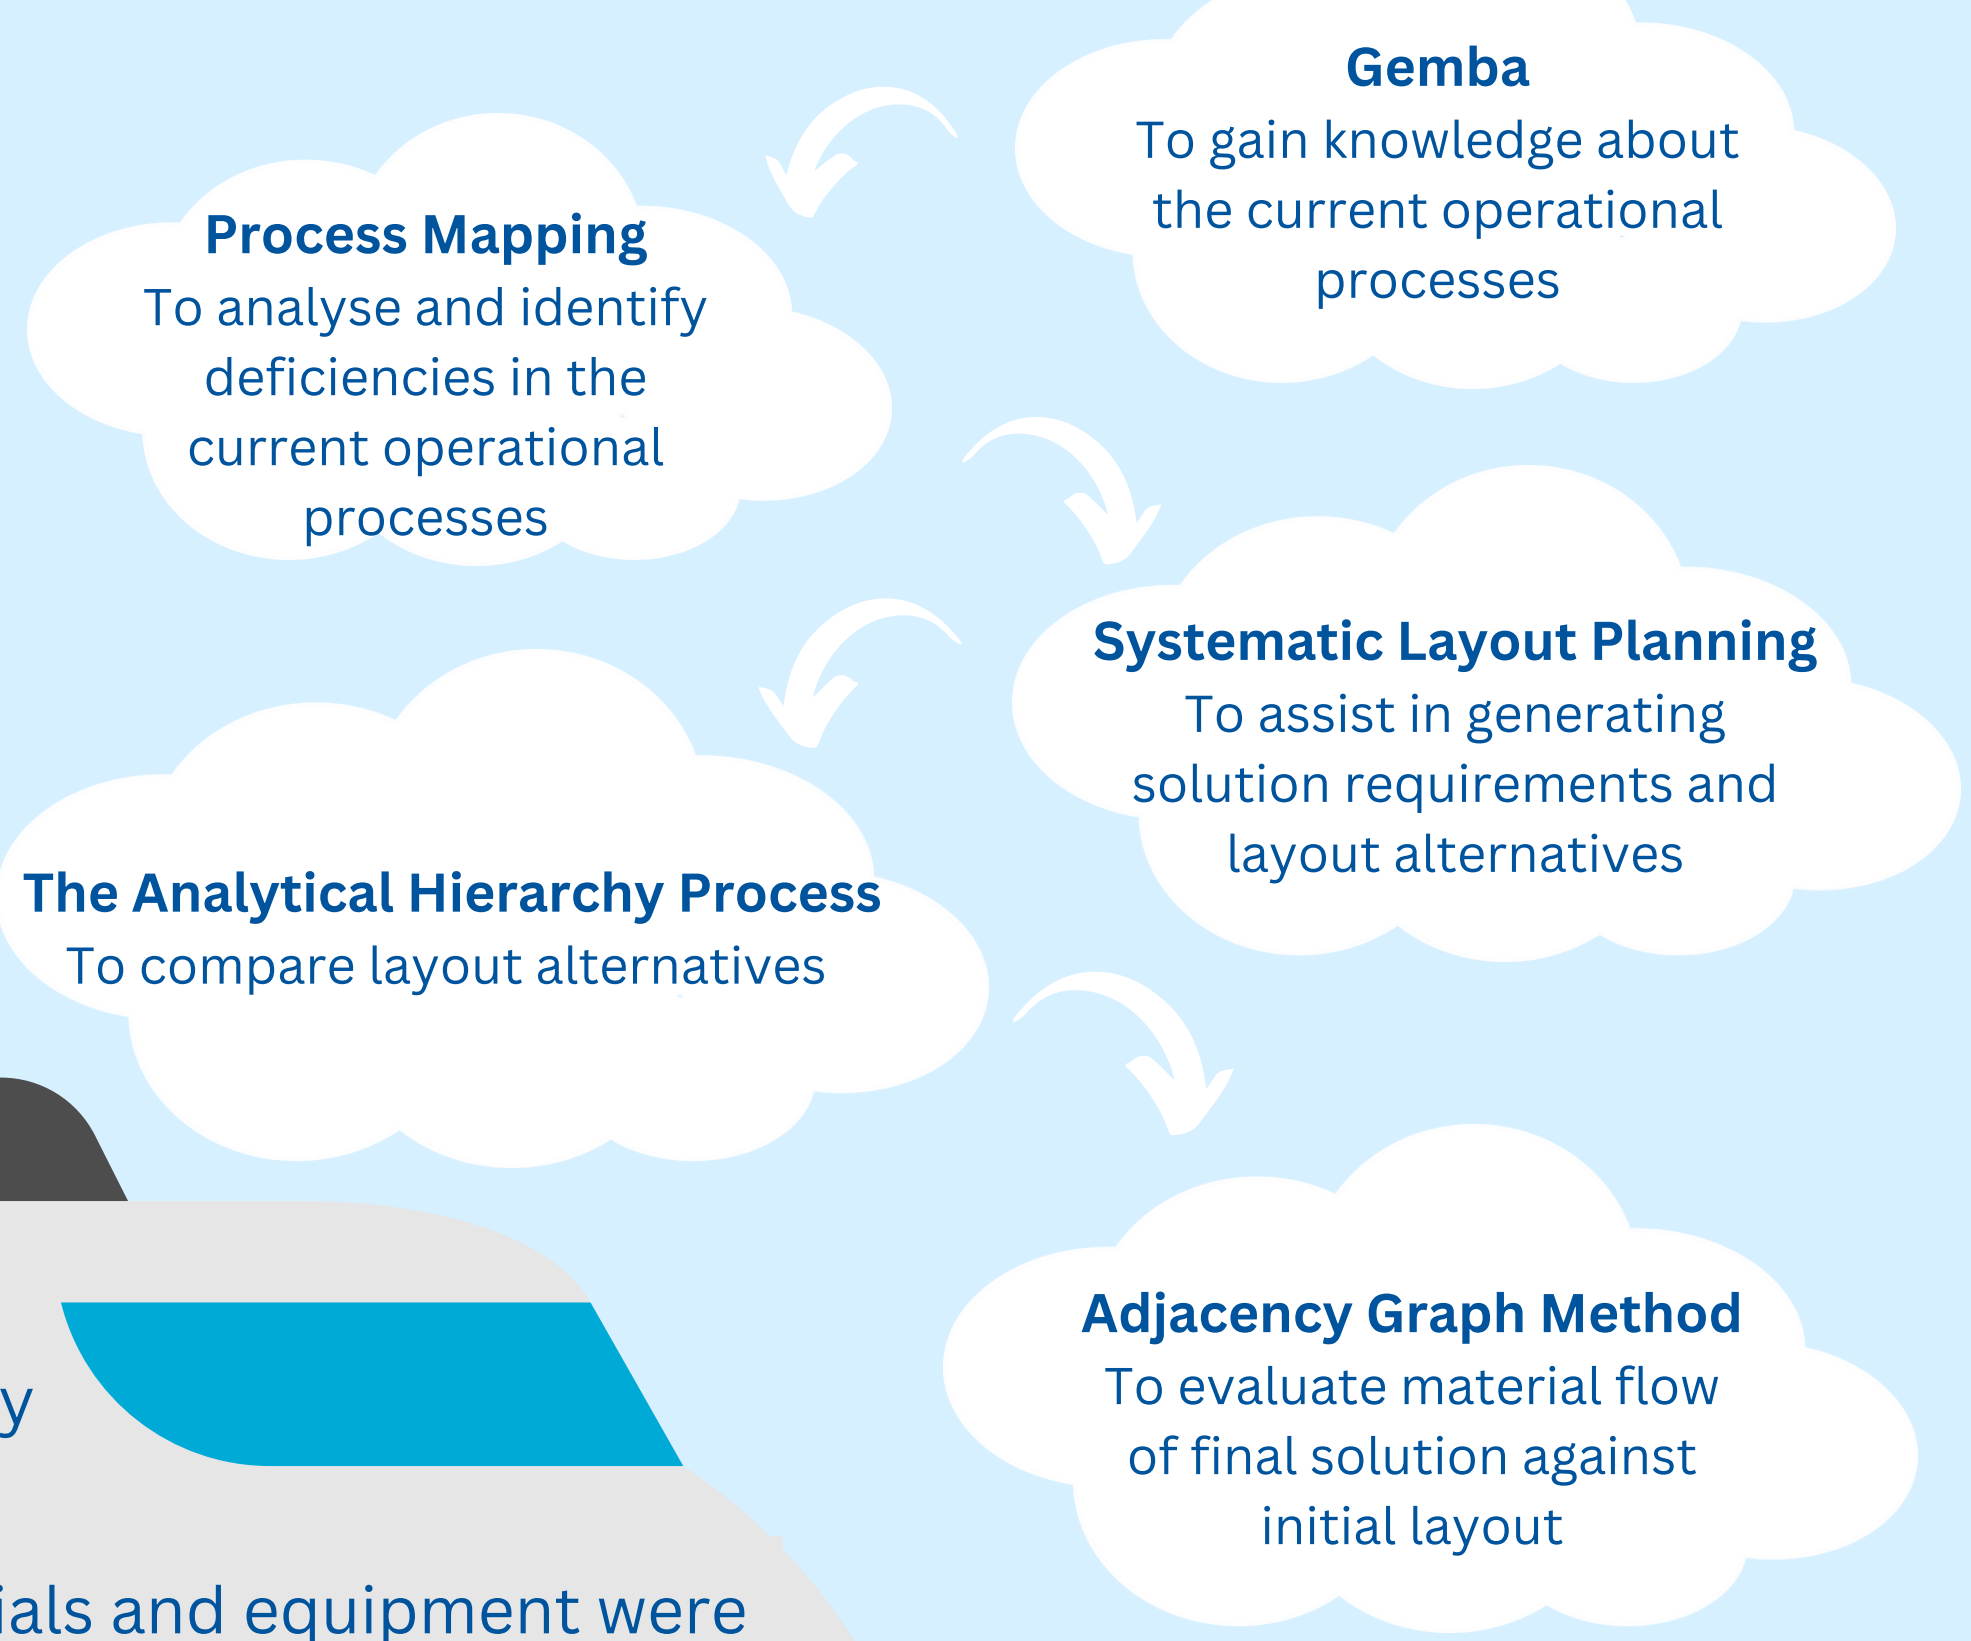 Gemba
To gain knowledge about
the current operational
processes
Process Mapping
To analyse and identify
deficiencies in the
current operational
processes
Systematic Layout Planning
To assist in generating
solution requirements and
layout alternatives
The Analytical Hierarchy Process
To compare layout alternatives
Adjacency Graph Method
To evaluate material flow
of final solution against
initial layout
and equipment were